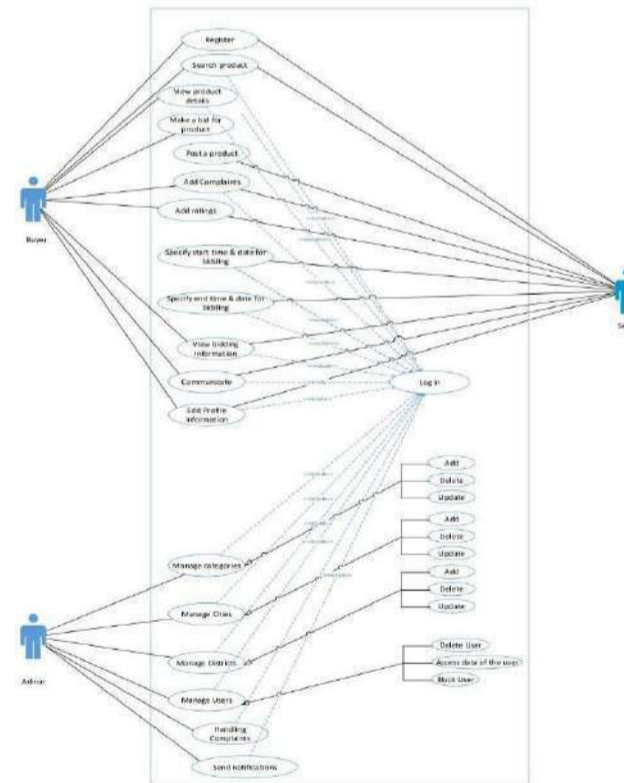 Register
Search product
View product
details
Make a bid for
product
Post a product
Add Complaints
Add ratings
Buyer
Specify start time & date for
bidding
Specify end time & date for
bidding
View bidding
information
Communicate
Log in
Edit Profile
information
Add
Delete
Update
Add
Delete
Update
Manage categories
Add
Delete
Update
Manage Cities
Admin
Manage Districts
Delete User
Access data of the user
Block User
Manage Users
Handling
Complaints
Send Notifications